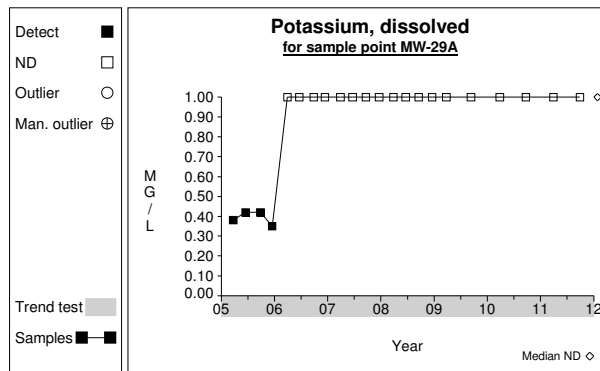 Detect
ND
Outlier
Man. outlier
Trend test
Samples
Potassium, dissolved
for sample point MW-29A
M
G
/
L
1.00
0.90
0.80
0.70
0.60
0.50
0.40
0.30
0.20
0.10
0.00
05 06 07 08 09 10 11 12
Year
Median ND